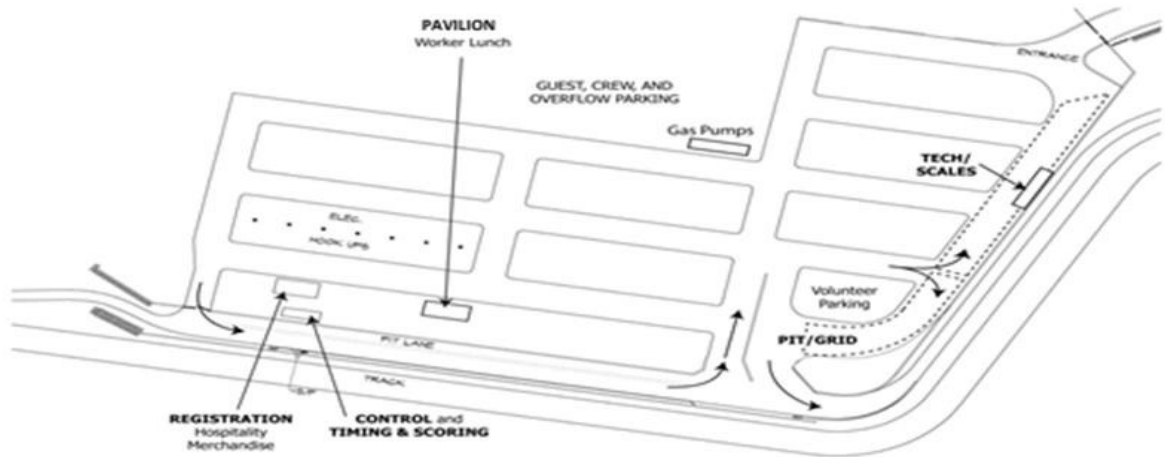 PAVILION
Worker Lunch
GUEST, CREW, AND
OVERFLOW PARKING
Gas Pumps
ENTRANCE
TECH/
SCALES
ELEC.
HOOK UPS
Volunteer
Parking
PIT/GRID
PIT LANE
TRACK
REGISTRATION
Hospitality
Merchandise
CONTROL and
TIMING & SCORING